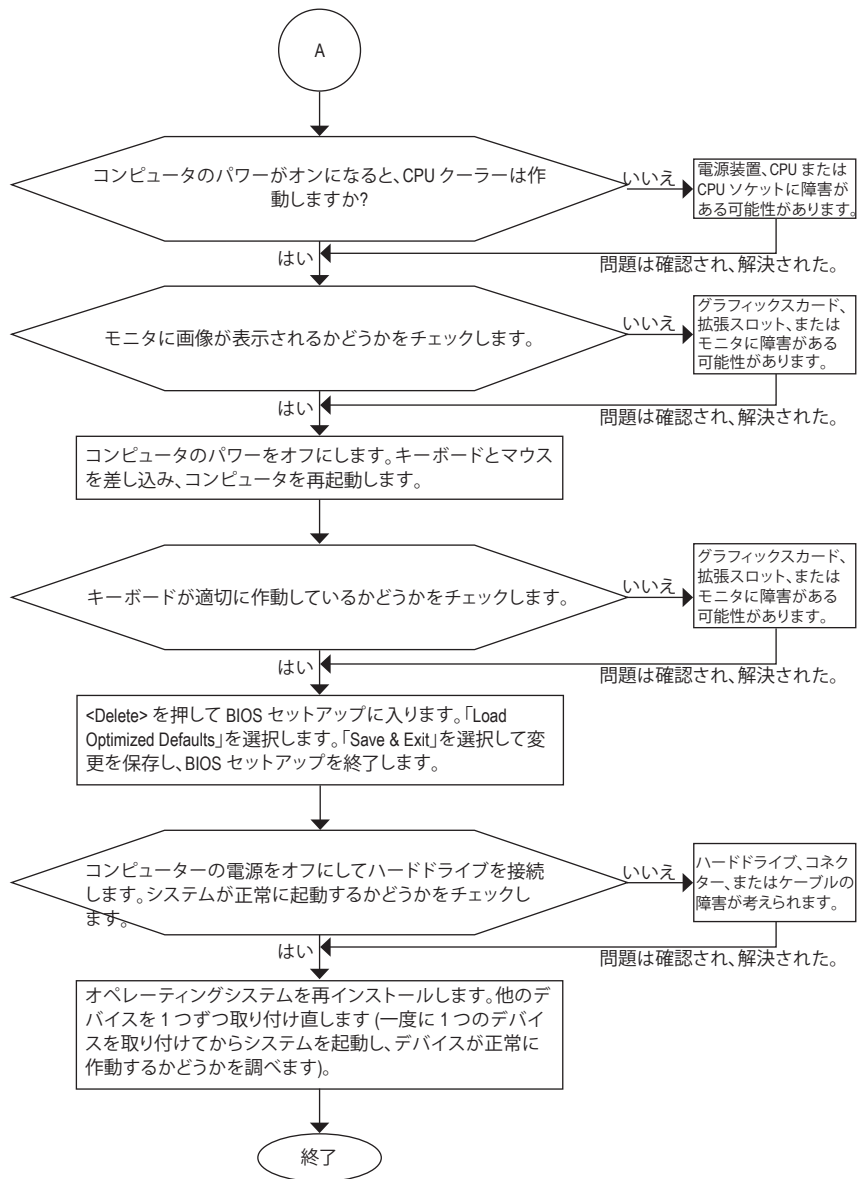 A
コンピュータのパワーがオンになると、CPU クーラーは作
動しますか?
いいえ
電源装置、CPU または
CPU ソケットに障害が
ある可能性があります。
はい
問題は確認され、解決された。
モニタに画像が表示されるかどうかをチェックします。
いいえ
グラフィックスカード、
拡張スロット、または
モニタに障害がある
可能性があります。
はい
問題は確認され、解決された。
コンピュータのパワーをオフにします。キーボードとマウス
を差し込み、コンピュータを再起動します。
キーボードが適切に作動しているかどうかをチェックします。
いいえ
グラフィックスカード、
拡張スロット、または
モニタに障害がある
可能性があります。
はい
問題は確認され、解決された。
<Delete> を押して BIOS セットアップに入ります。「Load
Optimized Defaults」を選択します。「Save & Exit」を選択して変
更を保存し、BIOS セットアップを終了します。
コンピューターの電源をオフにしてハードドライブを接続
します。システムが正常に起動するかどうかをチェックし
ます。
いいえ
ハードドライブ、コネク
ター、またはケーブルの
障害が考えられます。
はい
問題は確認され、解決された。
オペレーティングシステムを再インストールします。他のデ
バイスを 1 つずつ取り付け直します (一度に 1 つのデバイ
スを取り付けてからシステムを起動し、デバイスが正常に
作動するかどうかを調べます)。
終了